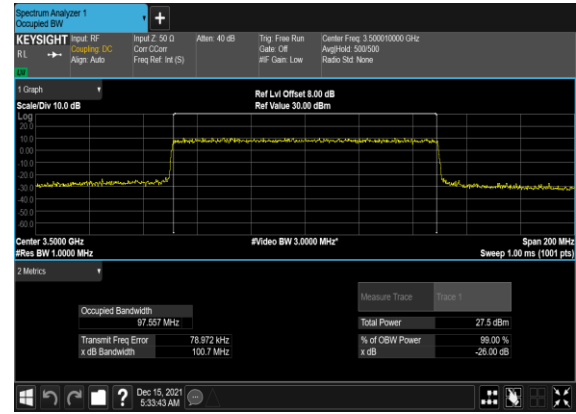 Spectrum Analyzer 1
Occupied BW
+
KEYSIGHT Input: RF Input Z: 50 Ω Atten: 40 dB Trig: Free Run Center Freq: 3.500010000 GHz
RL Coupling: DC Corr CCorr Gate: Off Avg|Hold: 500/500
Align: Auto Freq Ref: Int (S) #IF Gain: Low Radio Std: None
1 Graph Ref Lvl Offset 8.00 dB
Scale/Div 10.0 dB Ref Value 30.00 dBm
Log
20.0
10.0
0.00
-10.0
-20.0
-30.0
-40.0
-50.0
-60.0
Center 3.5000 GHz #Video BW 3.0000 MHz* Span 200 MHz
#Res BW 1.0000 MHz Sweep 1.00 ms (1001 pts)
2 Metrics
Measure Trace Trace 1
Occupied Bandwidth
97.557 MHz Total Power 27.5 dBm
Transmit Freq Error 78.972 kHz % of OBW Power 99.00 %
x dB Bandwidth 100.7 MHz x dB -26.00 dB
? Dec 15, 2021
5:33:43 AM